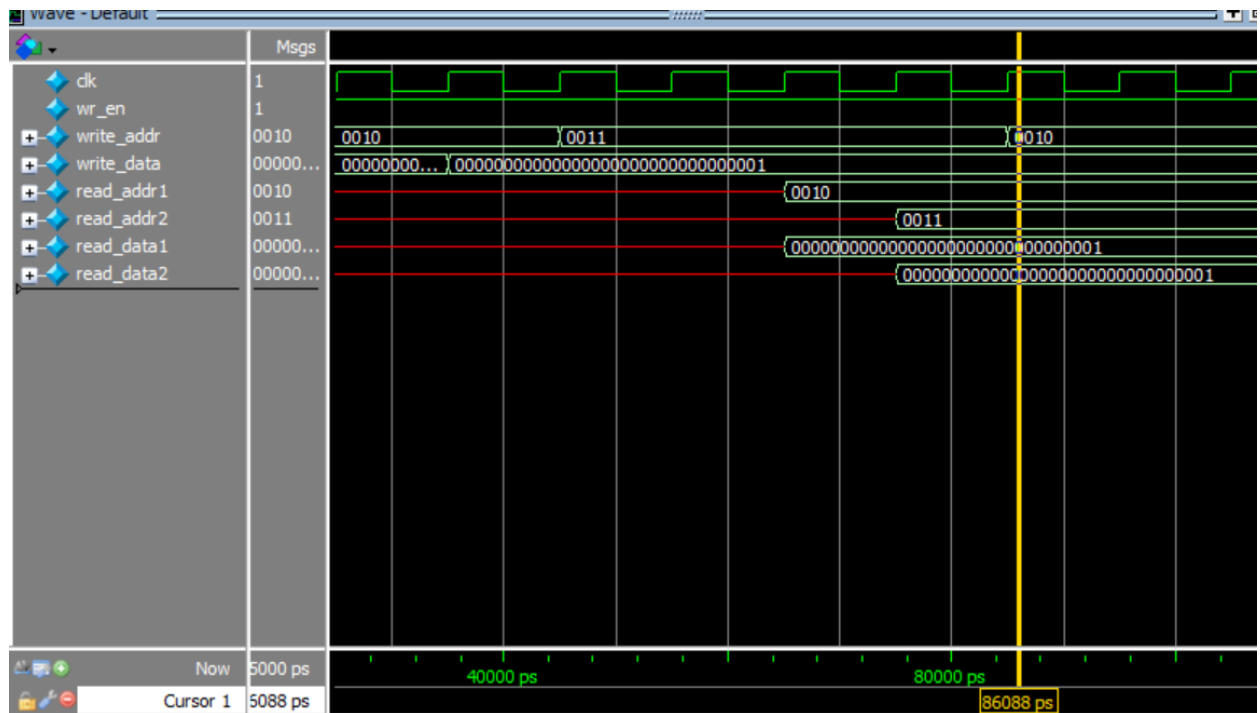 Wave - Default
Msgs
clk 1
wr_en 1
write_addr 0010 0010 0011 0010
write_data 00000... 00000000... 00000000000000000000000000000001
read_addr1 0010 0010
read_addr2 0011 0011
read_data1 00000... 00000000000000000000000000000001
read_data2 00000... 00000000000000000000000000000001
Now 5000 ps 40000 ps 80000 ps
Cursor 1 5088 ps 86088 ps